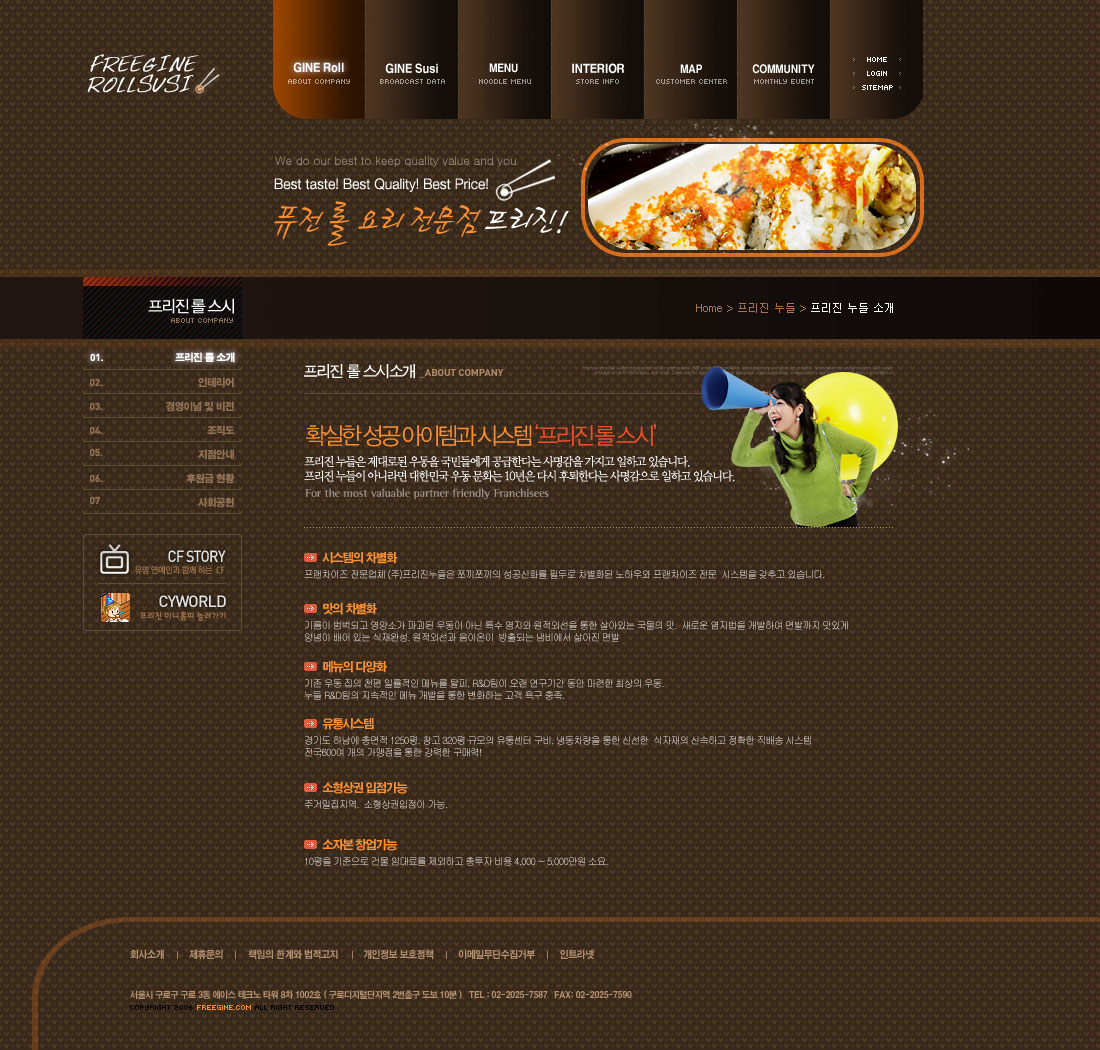 FREEGINE
ROLLSUSI
GINE Roll
ABOUT COMPANY
GINE Susi
BROADCAST DATA
MENU
NOODLE MENU
INTERIOR
STORE INFO
MAP
CUSTOMER CENTER
COMMUNITY
MONTHLY EVENT
HOME
LOGIN
SITEMAP
We do our best to keep quality value and you
Best taste! Best Quality! Best Price!
퓨전 롤 요리 전문점 프리진!
프리진 롤 스시
ABOUT COMPANY
Home > 프리진 누들 > 프리진 누들 소개
01. 프리진 롤 소개
02. 인테리어
03. 경영이념 및 비전
04. 조직도
05. 지점안내
06. 후원금 현황
07 사회공헌
CF STORY
유명 연예인과 함께 하는 CF
CYWORLD
프리진 미니홈피 놀러가기
프리진 롤 스시소개 _ABOUT COMPANY
확실한 성공 아이템과 시스템 '프리진 롤 스시'
프리진 누들은 제대로된 우동을 국민들에게 공급한다는 사명감을 가지고 일하고 있습니다.
프리진 누들이 아니라면 대한민국 우동 문화는 10년은 다시 후퇴한다는 사명감으로 일하고 있습니다.
For the most valuable partner-friendly Franchisees
시스템의 차별화
프랜차이즈 전문업체 (주)프리진누들은 쪼끼쪼끼의 성공신화를 필두로 차별화된 노하우와 프랜차이즈 전문 시스템을 갖추고 있습니다.
맛의 차별화
기름이 범벅되고 영양소가 파괴된 우동이 아닌 특수 염지와 원적외선을 통한 살아있는 국물의 맛. 새로운 염지법을 개발하여 면발까지 맛있게
양념이 배어 있는 식재완성. 원적외선과 음이온이 방출되는 냄비에서 삶아진 면발
메뉴의 다양화
기존 우동 집의 천편 일률적인 메뉴를 탈피. R&D팀이 오랜 연구기간 동안 마련한 최상의 우동.
누들 R&D팀의 지속적인 메뉴 개발을 통한 변화하는 고객 욕구 충족.
유통시스템
경기도 하남에 총면적 1250평, 창고 320평 규모의 유통센터 구비. 냉동차량을 통한 신선한 식자재의 신속하고 정확한 직배송 시스템
전국600여 개의 가맹점을 통한 강력한 구매력!
소형상권 입점가능
주거밀집지역, 소형상권입점이 가능.
소자본 창업가능
10평을 기준으로 건물 임대료를 제외하고 총투자 비용 4,000 ~ 5,000만원 소요.
회사소개 | 제휴문의 | 책임의 한계와 법적고지 | 개인정보 보호정책 | 이메일무단수집거부 | 인트라넷
서울시 구로구 구로 3동 에이스 테크노 타워 8차 1002호 ( 구로디지털단지역 2번출구 도보 10분 ) TEL : 02-2025-7587 FAX: 02-2025-7590
COPYRIGHT 2006 FREEGINE.COM ALL RIGHT RESERVED